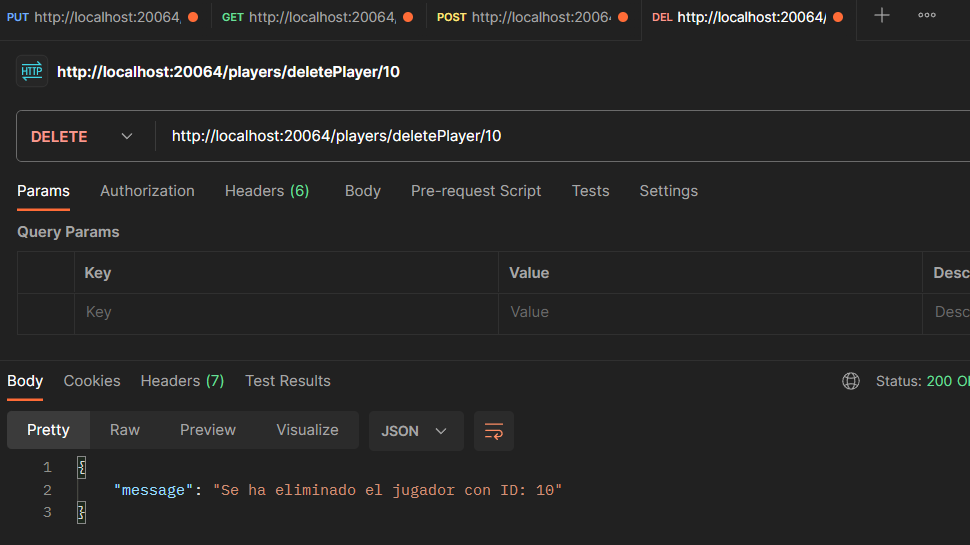 PUT http://localhost:20064, GET http://localhost:20064, POST http://localhost:2006 DEL http://localhost:20064/
HTTP http://localhost:20064/players/deletePlayer/10
DELETE http://localhost:20064/players/deletePlayer/10
Params Authorization Headers (6) Body Pre-request Script Tests Settings
Query Params
Key Value Desc
Key Value Desc
Body Cookies Headers (7) Test Results Status: 200 O
Pretty Raw Preview Visualize JSON
1 {
2 "message": "Se ha eliminado el jugador con ID: 10"
3 }